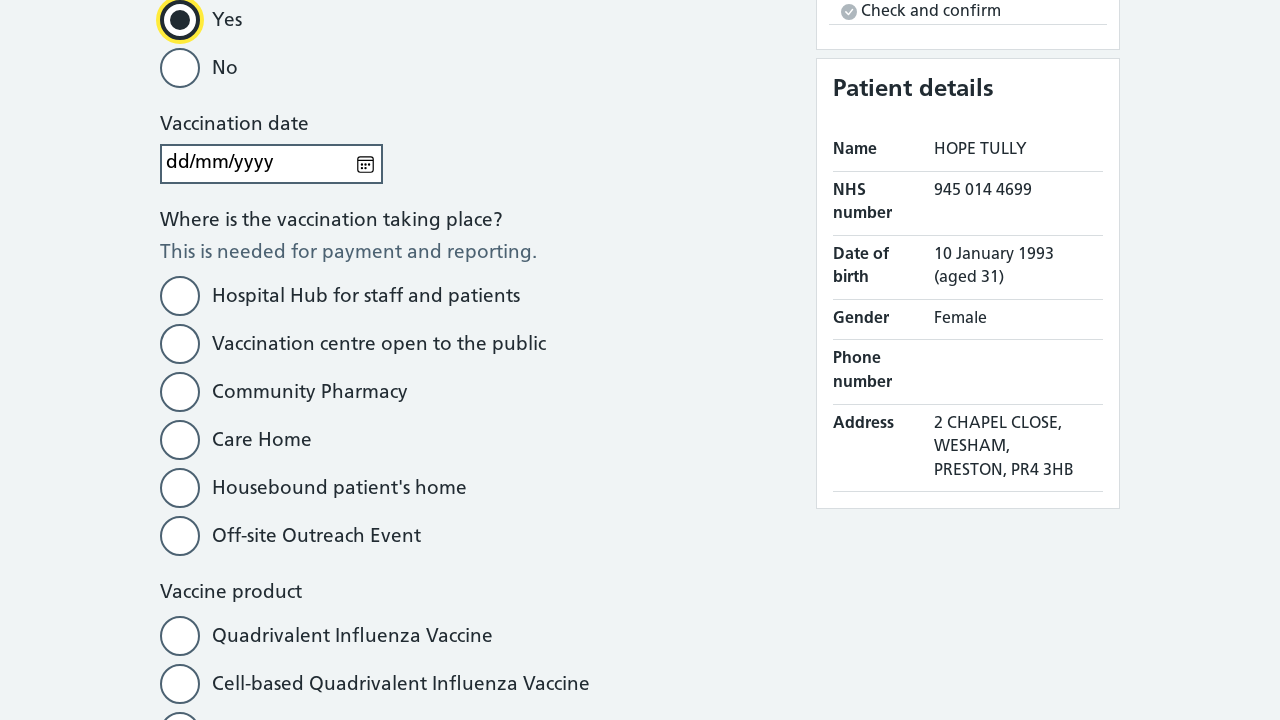 Yes
No
Vaccination date
dd/mm/yyyy
Where is the vaccination taking place?
This is needed for payment and reporting.
Hospital Hub for staff and patients
Vaccination centre open to the public
Community Pharmacy
Care Home
Housebound patient's home
Off-site Outreach Event
Vaccine product
Quadrivalent Influenza Vaccine
Cell-based Quadrivalent Influenza Vaccine
Check and confirm
Patient details
Name HOPE TULLY
NHS number 945 014 4699
Date of birth 10 January 1993 (aged 31)
Gender Female
Phone number
Address 2 CHAPEL CLOSE,
WESHAM,
PRESTON, PR4 3HB